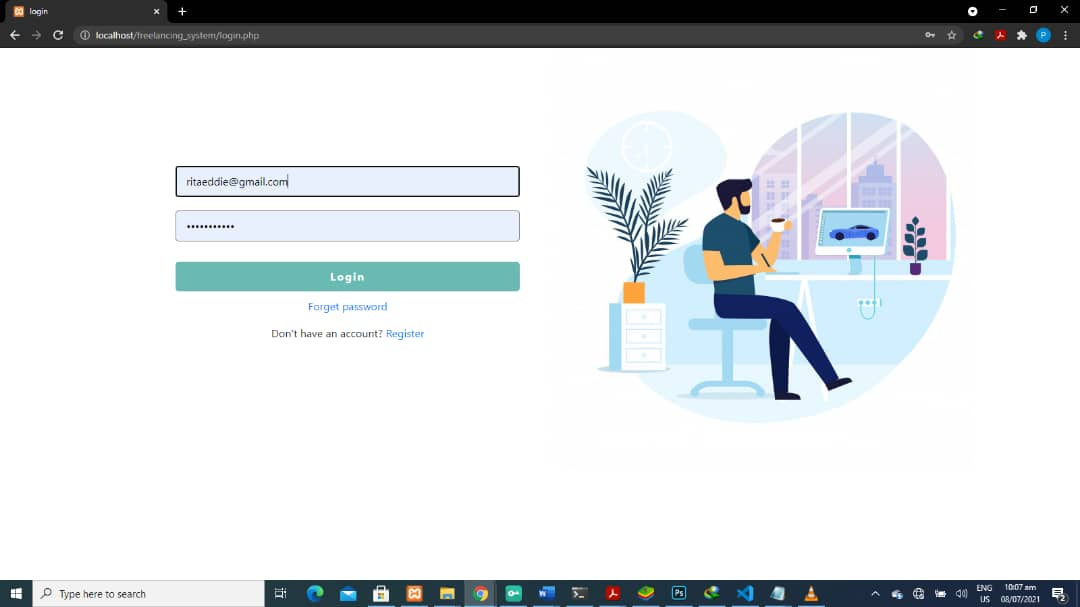 login
localhost/freelancing_system/login.php
P
ritaeddie@gmail.com
•••••••••••
Login
Forget password
Don't have an account? Register
Type here to search
ENG
US
10:07 am
08/07/2021
2